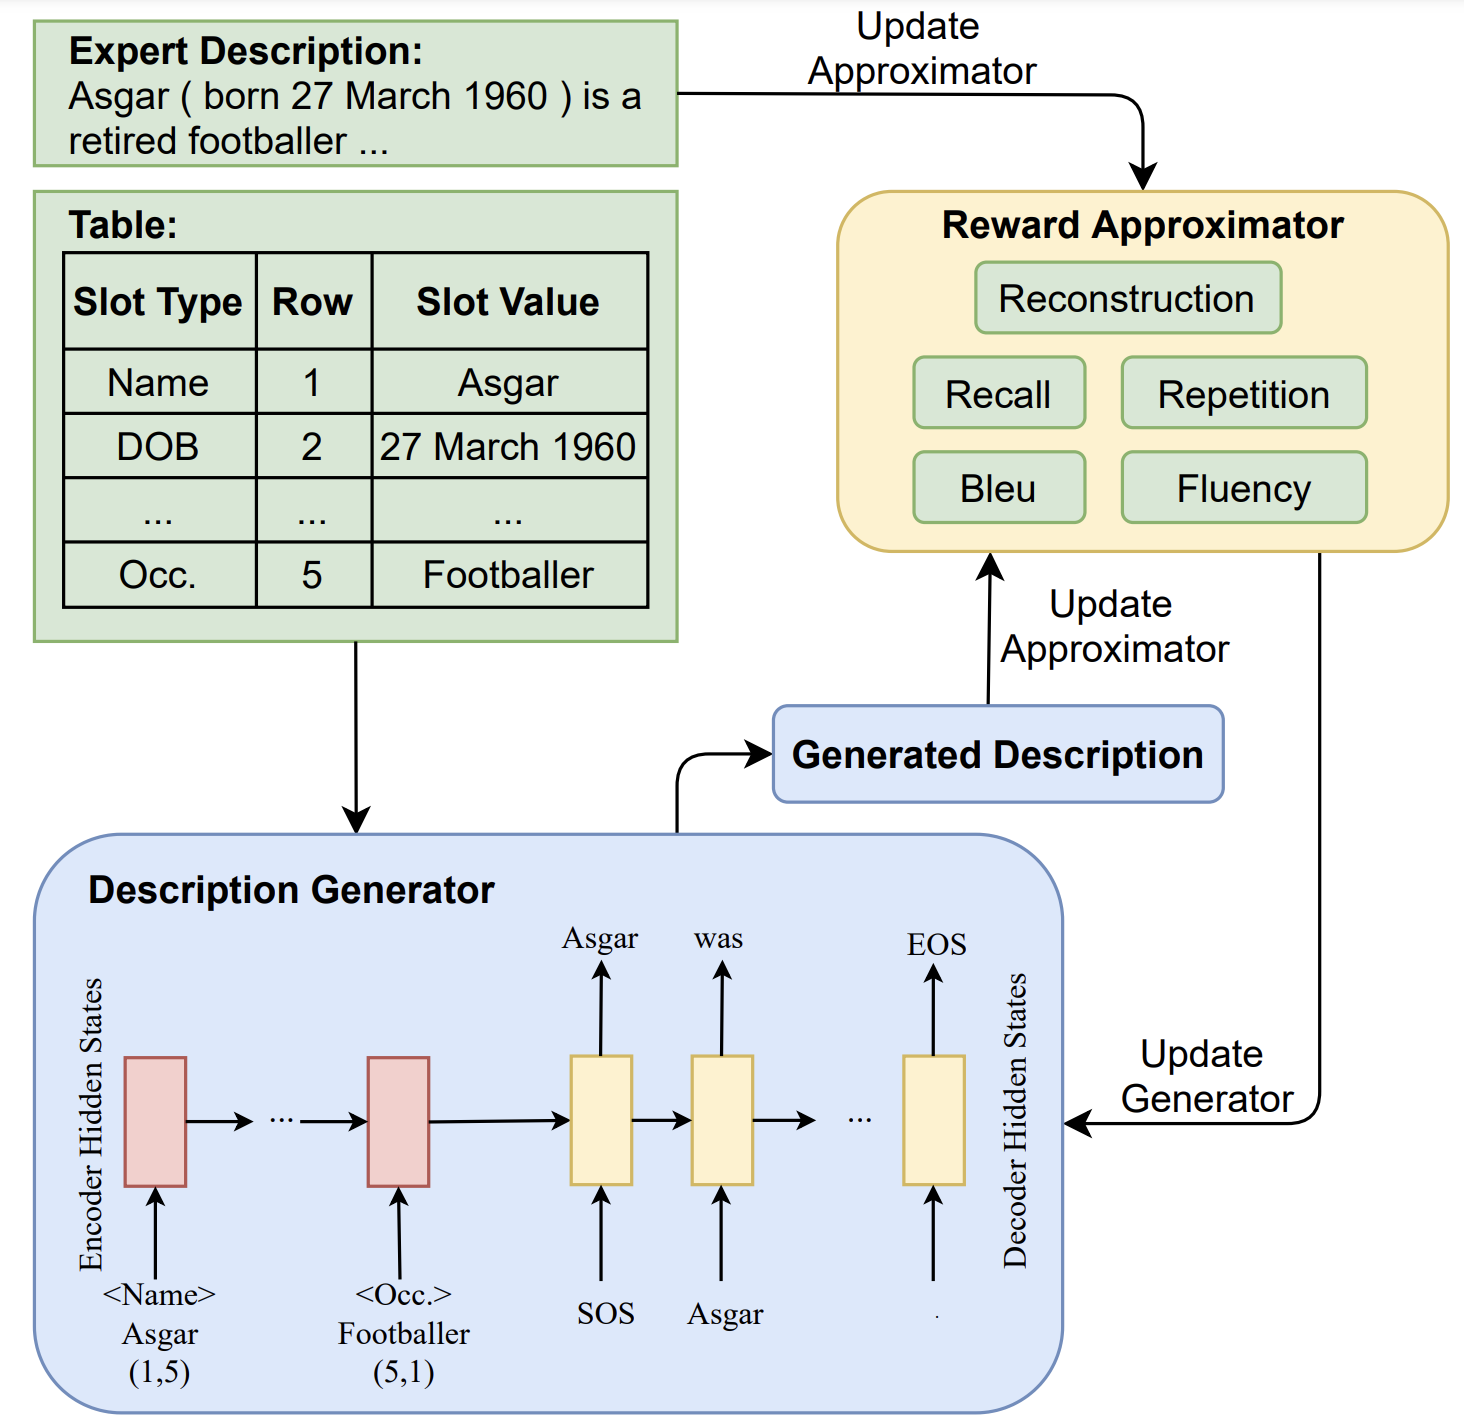 Expert Description:
Asgar ( born 27 March 1960 ) is a
retired footballer ...
Update
Approximator
Table:
Slot Type Row Slot Value
Name 1 Asgar
DOB 2 27 March 1960
... ... ...
Occ. 5 Footballer
Reward Approximator
Reconstruction
Recall Repetition
Bleu Fluency
Update
Approximator
Generated Description
Description Generator
Encoder Hidden States
Asgar was EOS
Decoder Hidden States
...
...
<Name>
Asgar
(1,5)
<Occ.>
Footballer
(5,1)
SOS Asgar .
Update
Generator